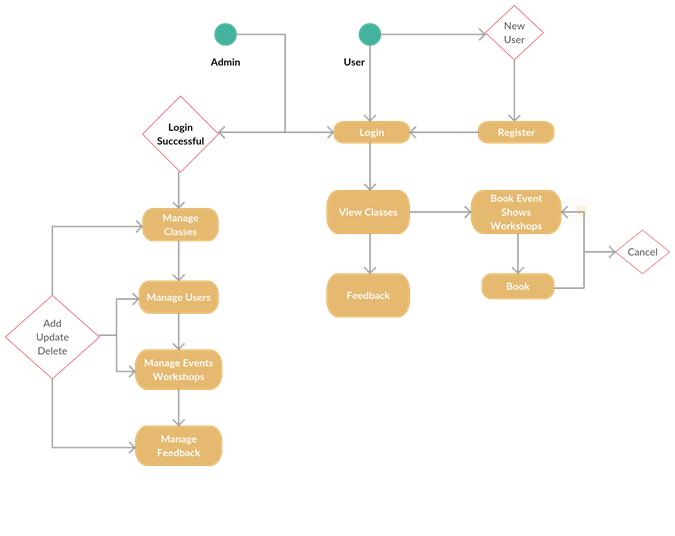 New
User
Admin
User
Login
Successful
Login
Register
Manage
Classes
View Classes
Book Event
Shows
Workshops
Cancel
Manage Users
Feedback
Book
Add
Update
Delete
Manage Events
Workshops
Manage
Feedback